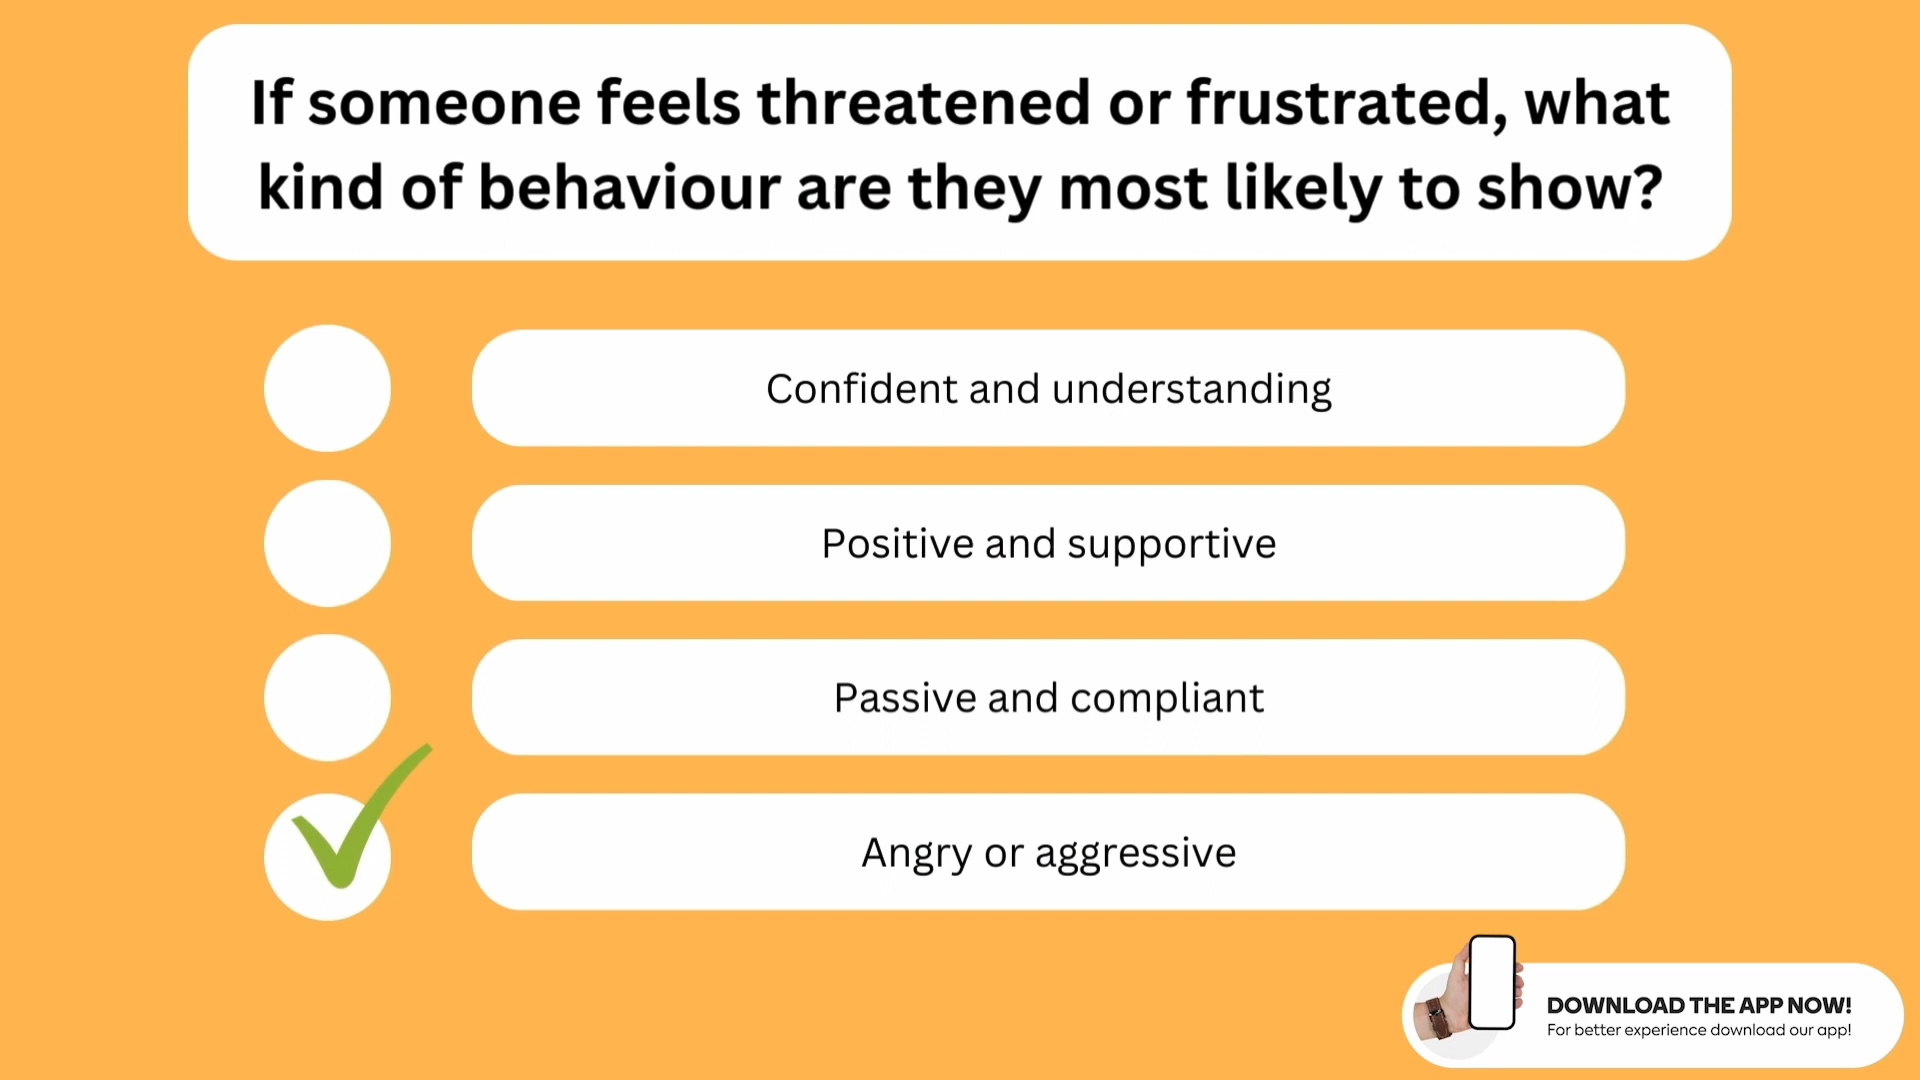 If someone feels threatened or frustrated, what
kind of behaviour are they most likely to show?
Confident and understanding
Positive and supportive
Passive and compliant
Angry or aggressive
DOWNLOAD THE APP NOW!
For better experience download our app!